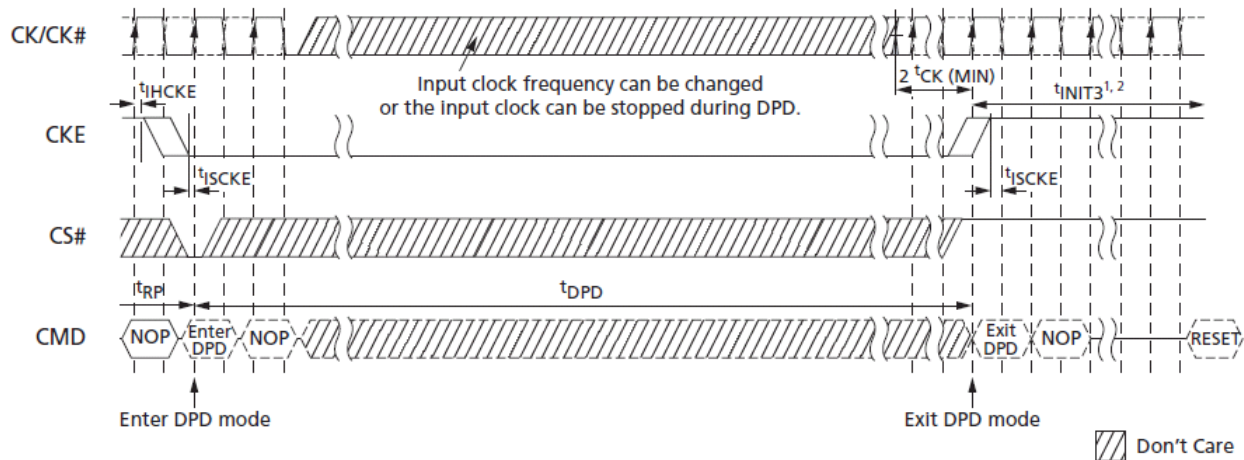 CK/CK#
Input clock frequency can be changed
or the input clock can be stopped during DPD.
2 tCK (MIN)
tINIT31, 2
tIHCKE
CKE
tISCKE
tISCKE
CS#
tRP
tDPD
CMD
NOP
Enter
DPD
NOP
Exit
DPD
NOP
RESET
Enter DPD mode
Exit DPD mode
Don't Care